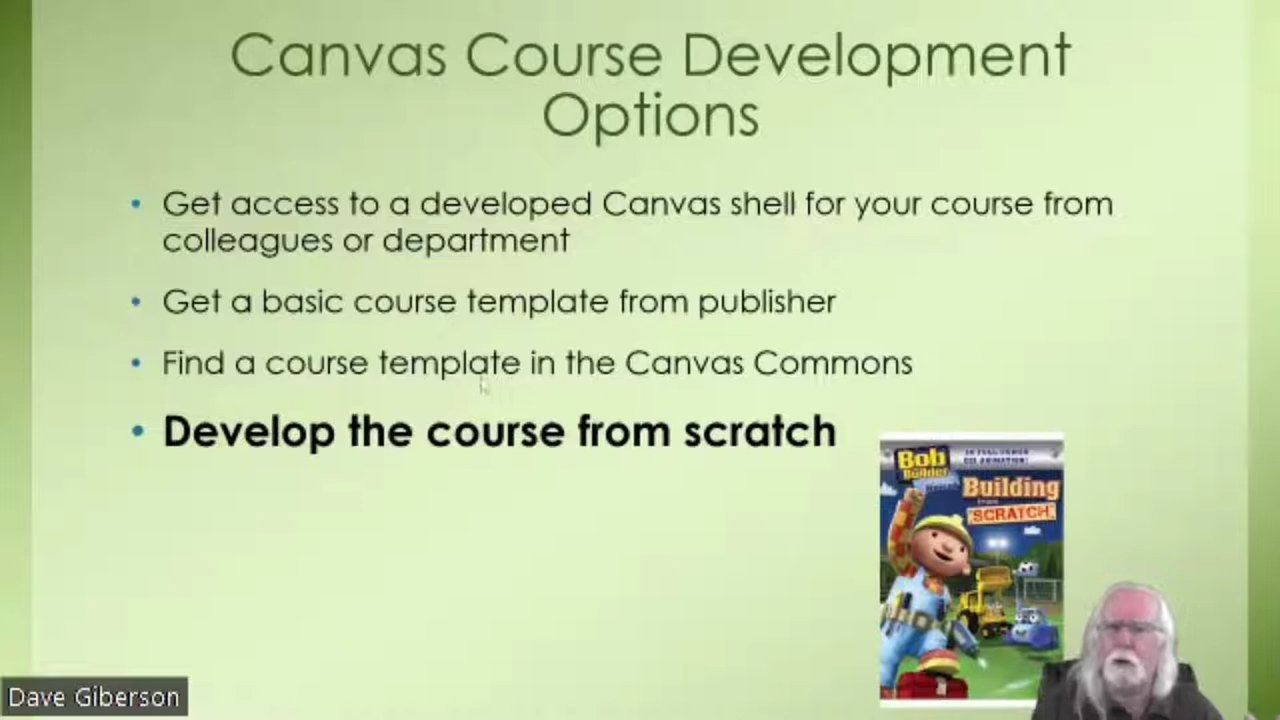 Canvas Course Development
Options
• Get access to a developed Canvas shell for your course from
colleagues or department
• Get a basic course template from publisher
• Find a course template in the Canvas Commons
• Develop the course from scratch
Bob
Builder
Building
from
SCRATCH
Dave Giberson